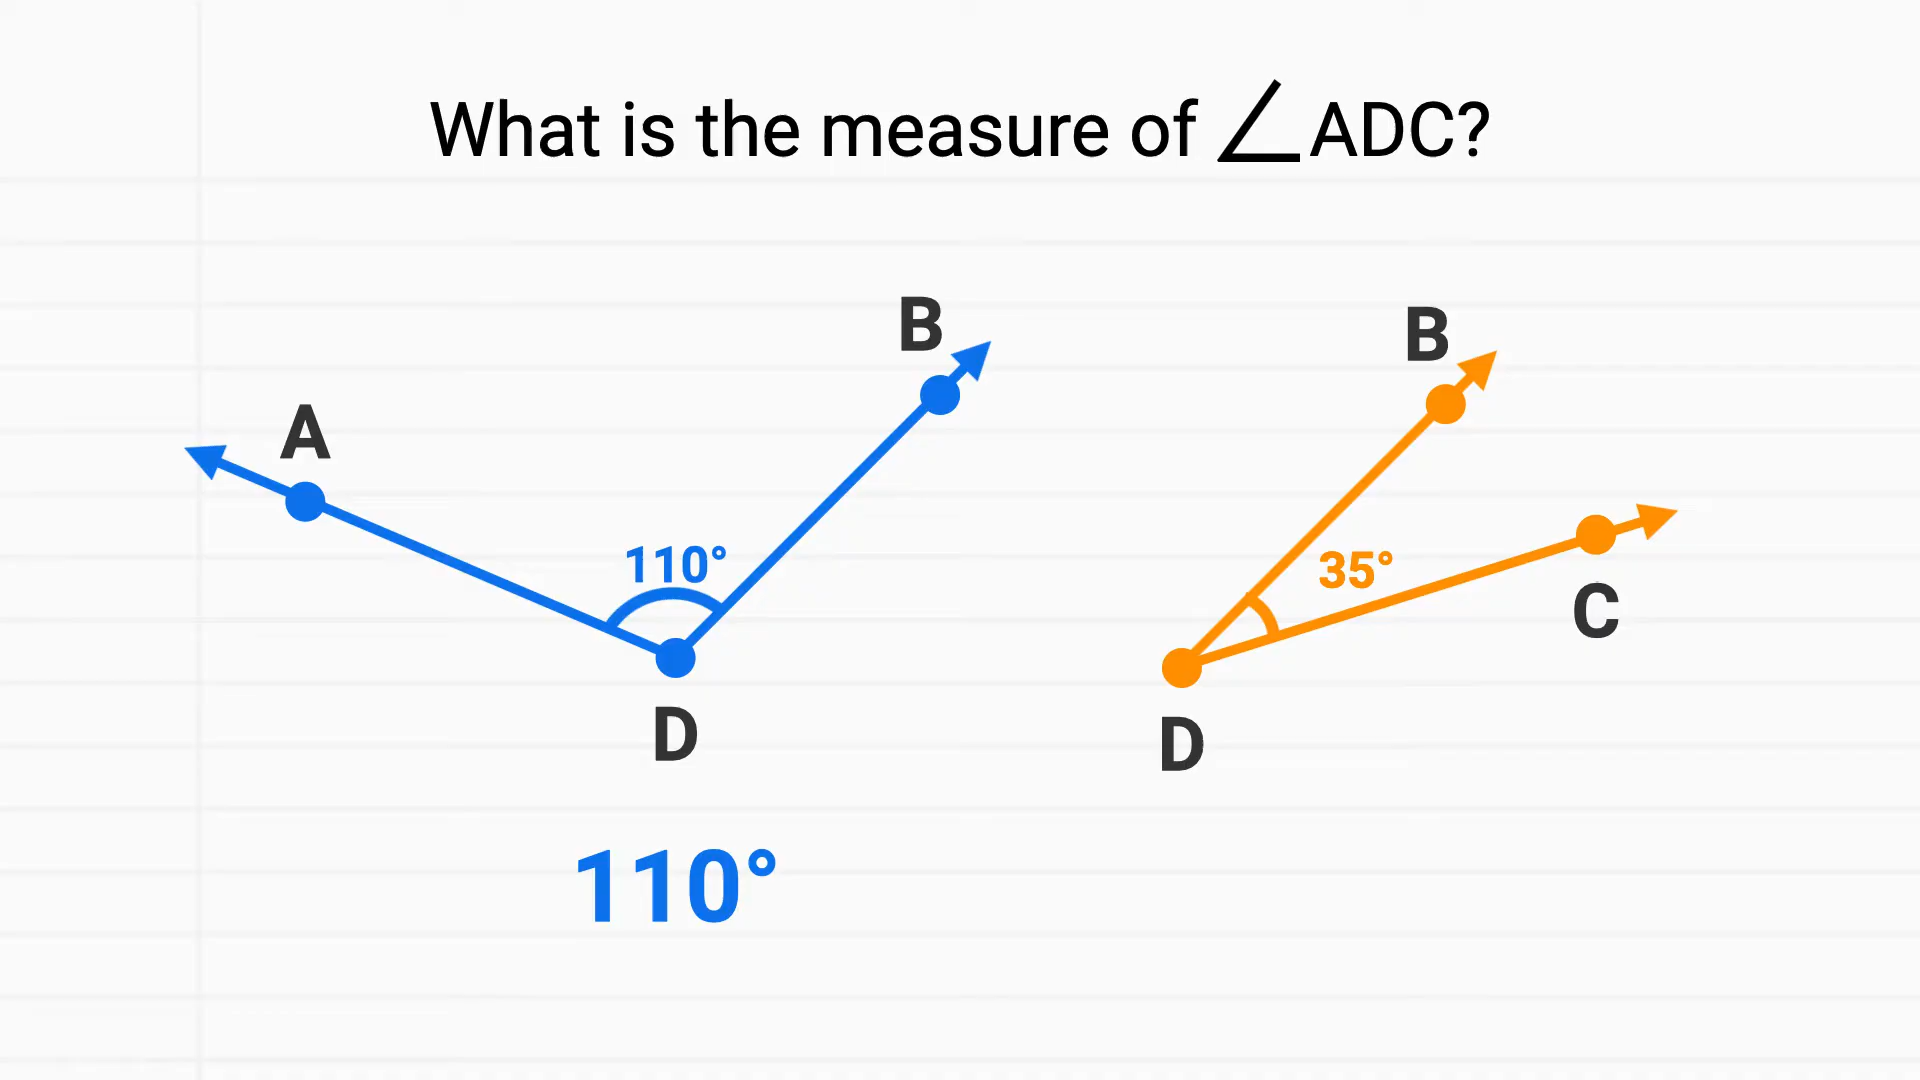 What is the measure of ∠ADC?
B
B
A
110°
35°
C
D
D
110°